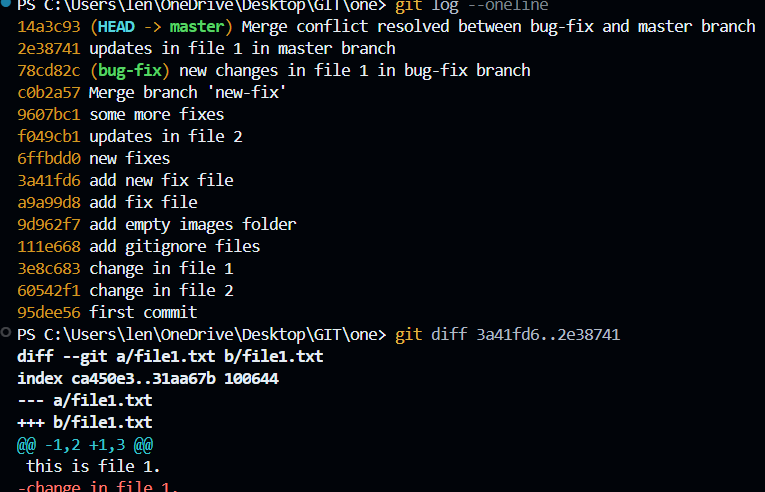 PS C:\Users\len\OneDrive\Desktop\GIT\one> git log --oneline
14a3c93 (HEAD -> master) Merge conflict resolved between bug-fix and master branch
2e38741 updates in file 1 in master branch
78cd82c (bug-fix) new changes in file 1 in bug-fix branch
c0b2a57 Merge branch 'new-fix'
9607bc1 some more fixes
f049cb1 updates in file 2
6ffbdd0 new fixes
3a41fd6 add new fix file
a9a99d8 add fix file
9d962f7 add empty images folder
111e668 add gitignore files
3e8c683 change in file 1
60542f1 change in file 2
95dee56 first commit
PS C:\Users\len\OneDrive\Desktop\GIT\one> git diff 3a41fd6..2e38741
diff --git a/file1.txt b/file1.txt
index ca450e3..31aa67b 100644
--- a/file1.txt
+++ b/file1.txt
@@ -1,2 +1,3 @@
 this is file 1.
-change in file 1.